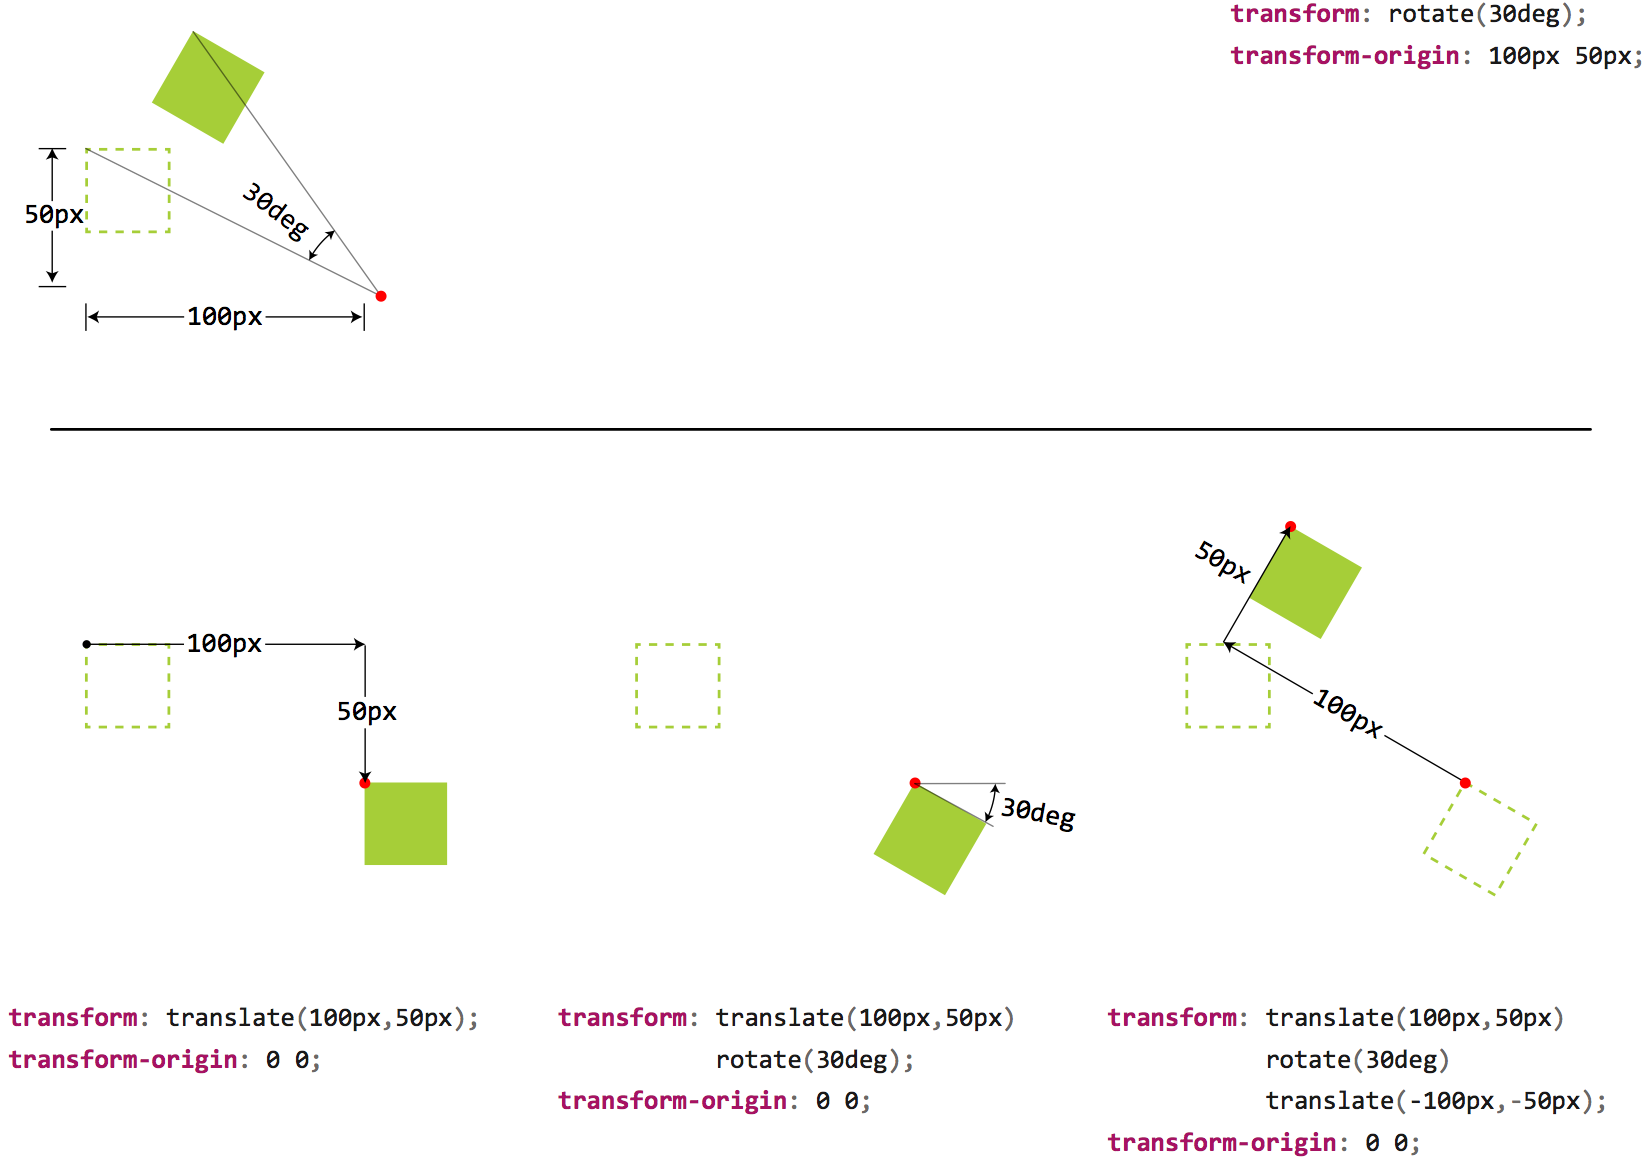 transform: rotate(30deg);
transform-origin: 100px 50px;
30deg
50px
100px
50px
100px
50px
100px
30deg
transform: translate(100px,50px);
transform-origin: 0 0;
transform: translate(100px,50px)
rotate(30deg);
transform-origin: 0 0;
transform: translate(100px,50px)
rotate(30deg)
translate(-100px,-50px);
transform-origin: 0 0;